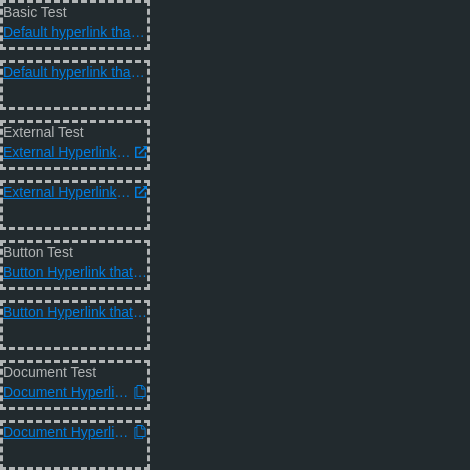 Basic Test
Default hyperlink tha...
Default hyperlink tha...
External Test
External Hyperlink...
External Hyperlink...
Button Test
Button Hyperlink that...
Button Hyperlink that...
Document Test
Document Hyperli...
Document Hyperli...